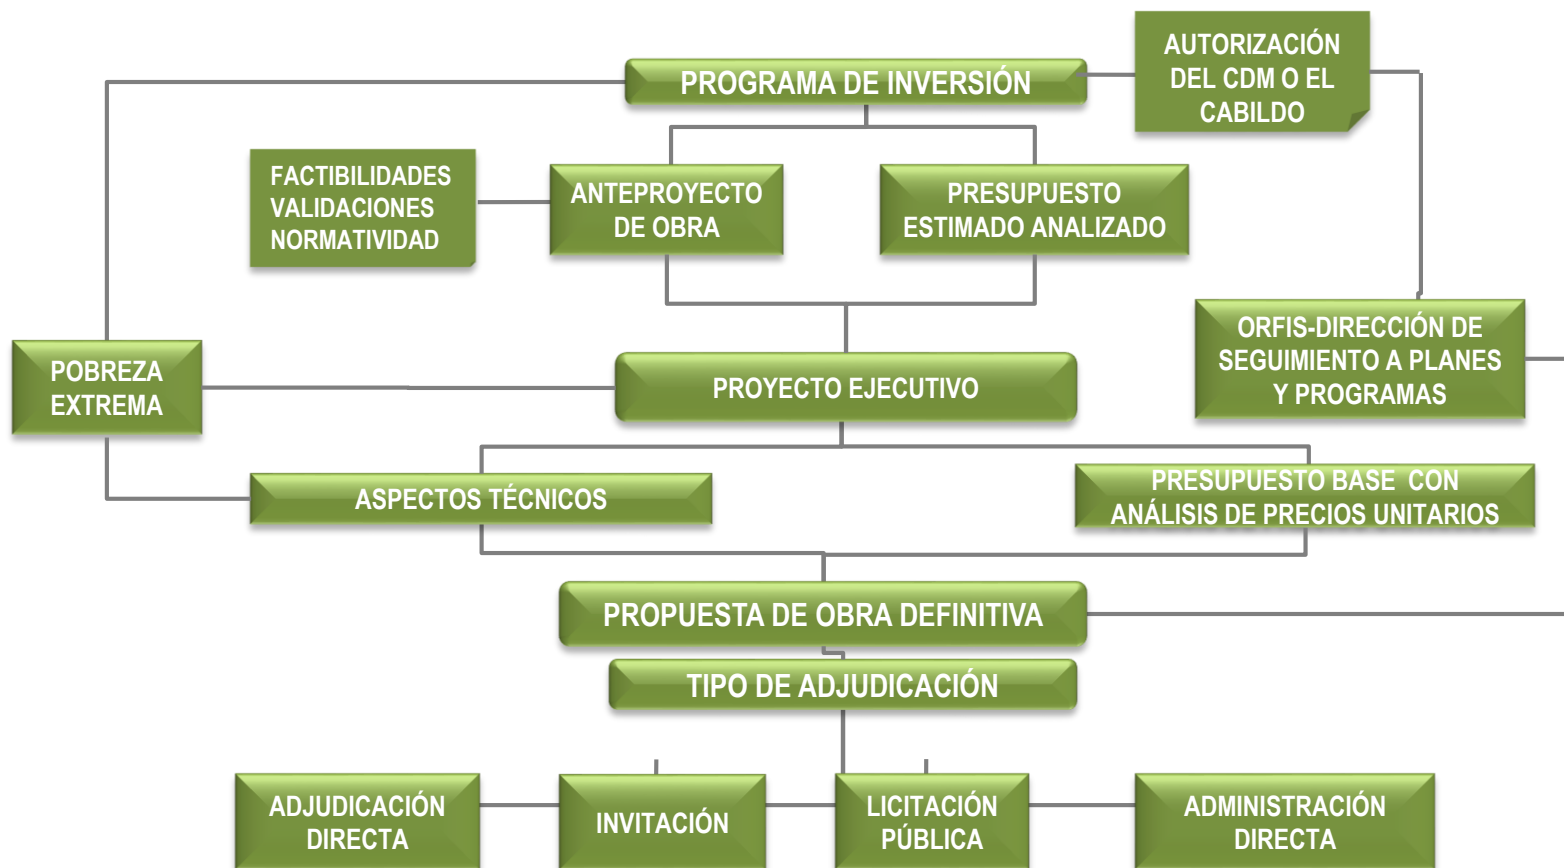 AUTORIZACIÓN
DEL CDM O EL
CABILDO
PROGRAMA DE INVERSIÓN
FACTIBILIDADES
VALIDACIONES
NORMATIVIDAD
ANTEPROYECTO
DE OBRA
PRESUPUESTO
ESTIMADO ANALIZADO
ORFIS-DIRECCIÓN DE
SEGUIMIENTO A PLANES
Y PROGRAMAS
POBREZA
EXTREMA
PROYECTO EJECUTIVO
ASPECTOS TÉCNICOS
PRESUPUESTO BASE CON
ANÁLISIS DE PRECIOS UNITARIOS
PROPUESTA DE OBRA DEFINITIVA
TIPO DE ADJUDICACIÓN
ADJUDICACIÓN
DIRECTA
INVITACIÓN
LICITACIÓN
PÚBLICA
ADMINISTRACIÓN
DIRECTA